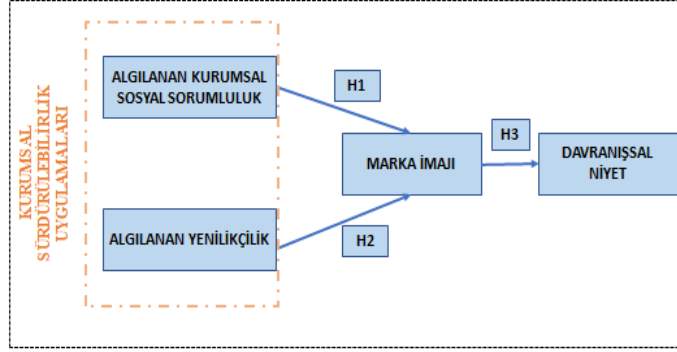 KURUMSAL
SÜRDÜRÜLEBİLİRLİK
UYGULAMALARI
ALGILANAN KURUMSAL
SOSYAL SORUMLULUK
H1
MARKA İMAJI
H3
DAVRANIŞSAL
NİYET
ALGILANAN YENİLİKÇİLİK
H2